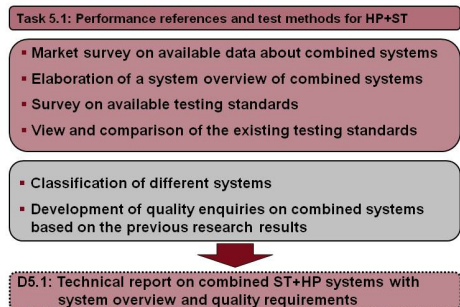 Task 5.1: Performance references and test methods for HP+ST
▪ Market survey on available data about combined systems
▪ Elaboration of a system overview of combined systems
▪ Survey on available testing standards
▪ View and comparison of the existing testing standards
▪ Classification of different systems
▪ Development of quality enquiries on combined systems
based on the previous research results
D5.1: Technical report on combined ST+HP systems with
system overview and quality requirements